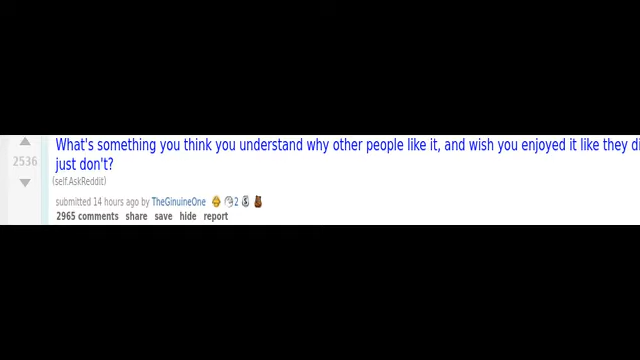 What's something you think you understand why other people like it, and wish you enjoyed it like they di
just don't?
2536
(self.AskReddit)
submitted 14 hours ago by TheGinuineOne 2
2965 comments share save hide report